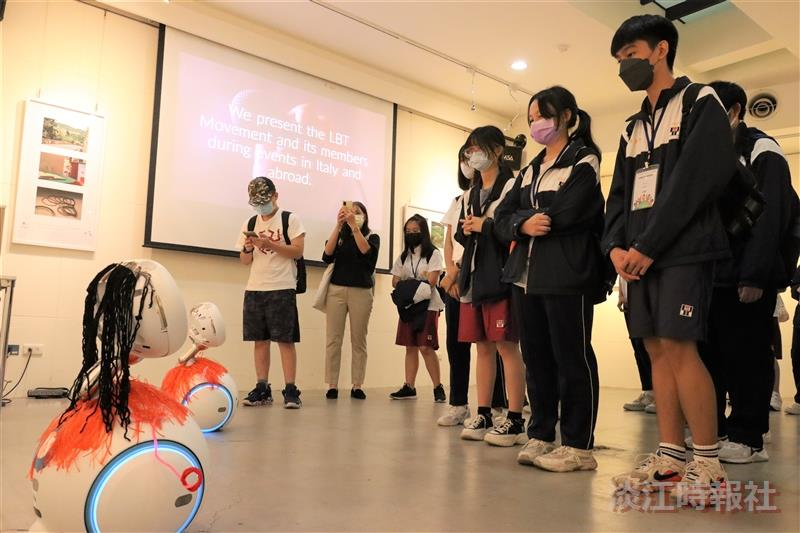 We present the LBT
Movement and its members
during events in Italy and
abroad.
淡江時報社